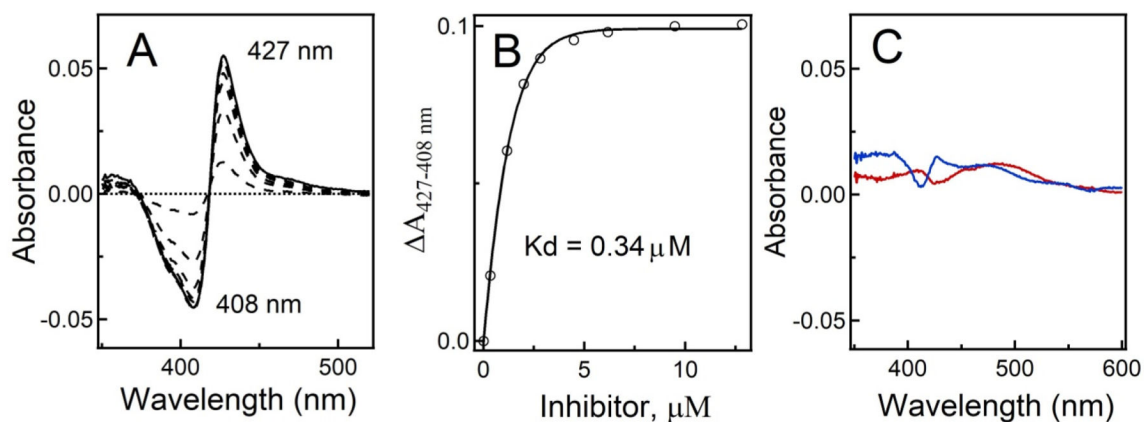 A
427 nm
408 nm
Absorbance
0.05
0.00
-0.05
400
500
Wavelength (nm)
B
Kd = 0.34 μM
ΔA427-408 nm
0.1
0.0
0
5
10
Inhibitor, μM
C
Absorbance
0.05
0.00
-0.05
400
500
600
Wavelength (nm)